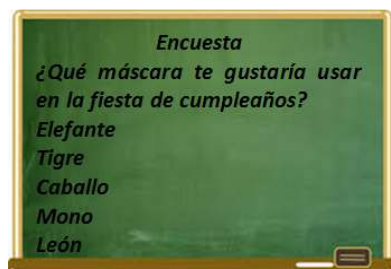 Encuesta
¿Qué máscara te gustaría usar
en la fiesta de cumpleaños?
Elefante
Tigre
Caballo
Mono
León